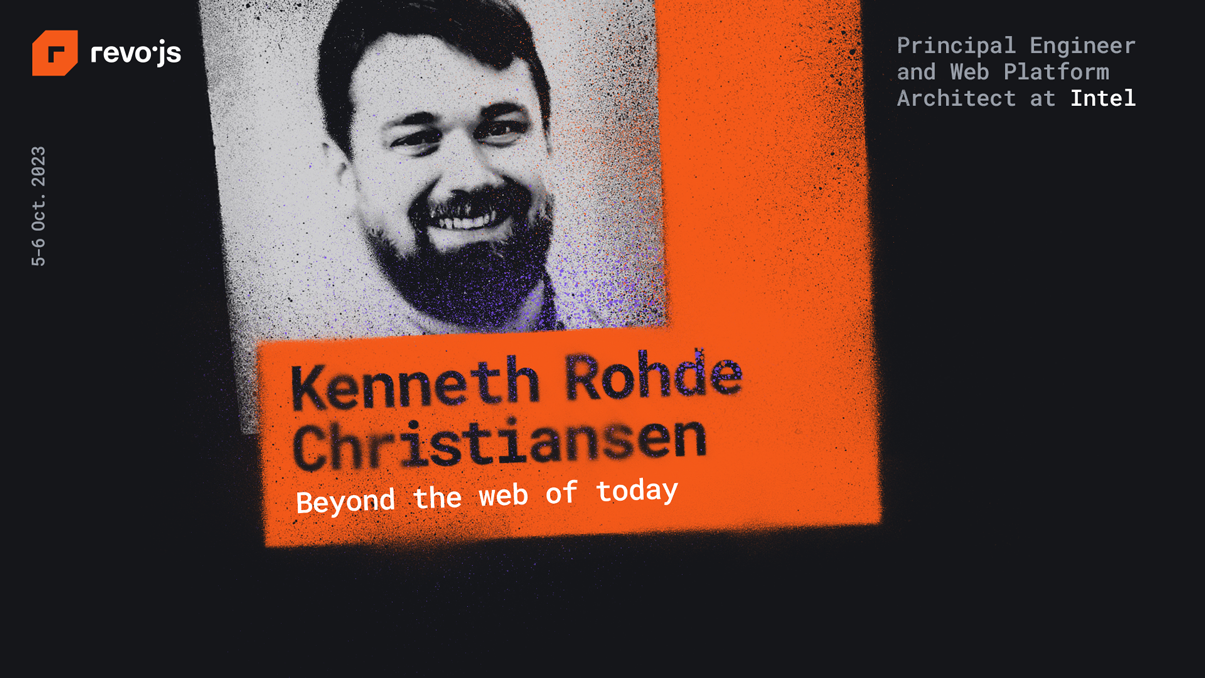 revo.js
Principal Engineer
and Web Platform
Architect at Intel
5–6 Oct. 2023
Kenneth Rohde
Christiansen
Beyond the web of today